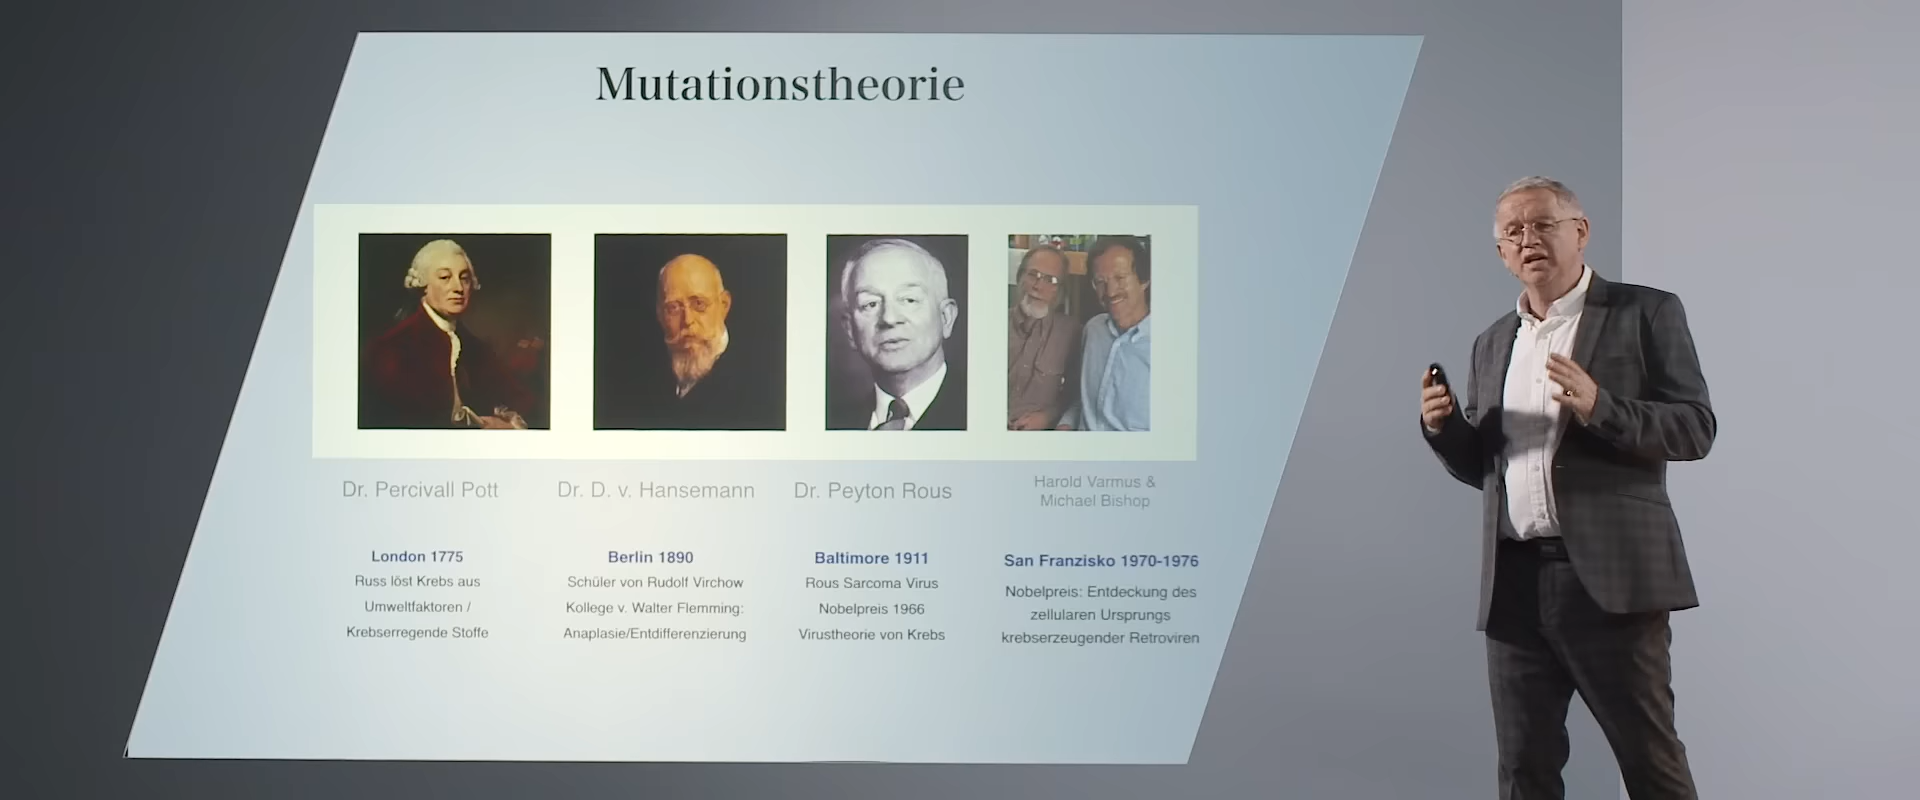 Mutationstheorie
Dr. Percivall Pott
London 1775
Russ löst Krebs aus
Umweltfaktoren /
Krebserregende Stoffe
Dr. D. v. Hansemann
Berlin 1890
Schüler von Rudolf Virchow
Kollege v. Walter Flemming:
Anaplasie/Entdifferenzierung
Dr. Peyton Rous
Baltimore 1911
Rous Sarcoma Virus
Nobelpreis 1966
Virustheorie von Krebs
Harold Varmus &
Michael Bishop
San Franzisko 1970-1976
Nobelpreis: Entdeckung des
zellularen Ursprungs
krebserzeugender Retroviren